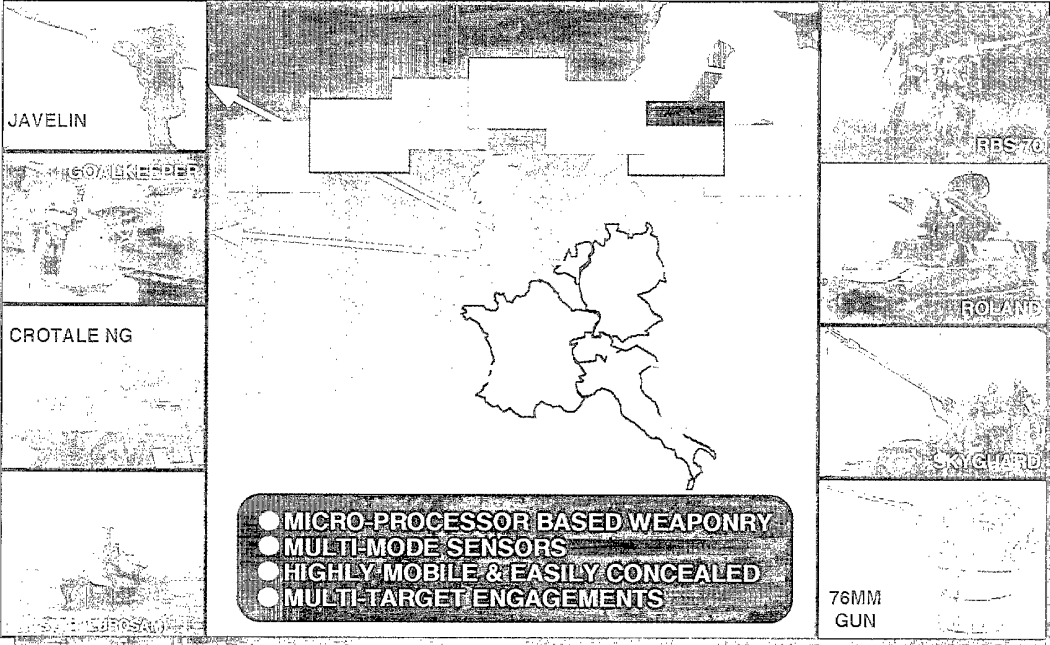 JAVELIN
GOALKEEPER
CROTALE NG
RBS 70
ROLAND
SKYGUARD
76MM
GUN
MICRO-PROCESSOR BASED WEAPONRY
MULTI-MODE SENSORS
HIGHLY MOBILE & EASILY CONCEALED
MULTI-TARGET ENGAGEMENTS